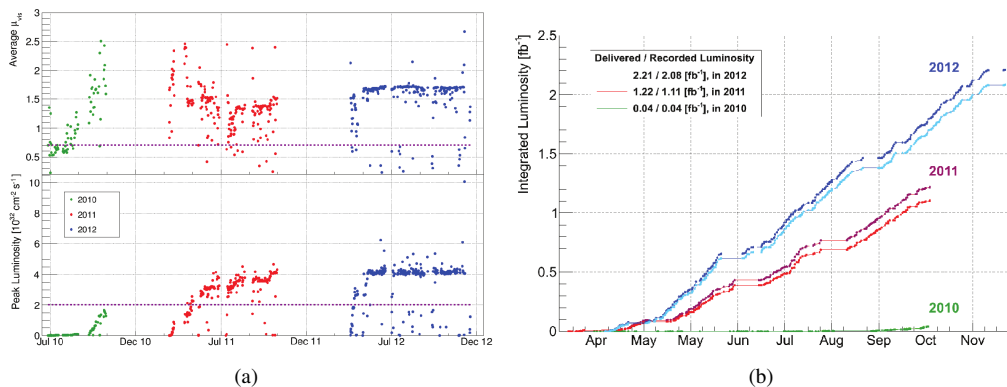 Average μvis
3
2.5
2
1.5
1
0.5
Peak Luminosity [10³² cm⁻² s⁻¹]
10
8
6
4
2
0
2010
2011
2012
Jul 10
Dec 10
Jul 11
Dec 11
Jul 12
Dec 12
(a)
Integrated Luminosity [fb⁻¹]
2.5
2
1.5
1
0.5
0
Delivered / Recorded Luminosity
2.21 / 2.08 [fb⁻¹], in 2012
1.22 / 1.11 [fb⁻¹], in 2011
0.04 / 0.04 [fb⁻¹], in 2010
2012
2011
2010
Apr
May
May
Jun
Jul
Aug
Sep
Oct
Nov
(b)